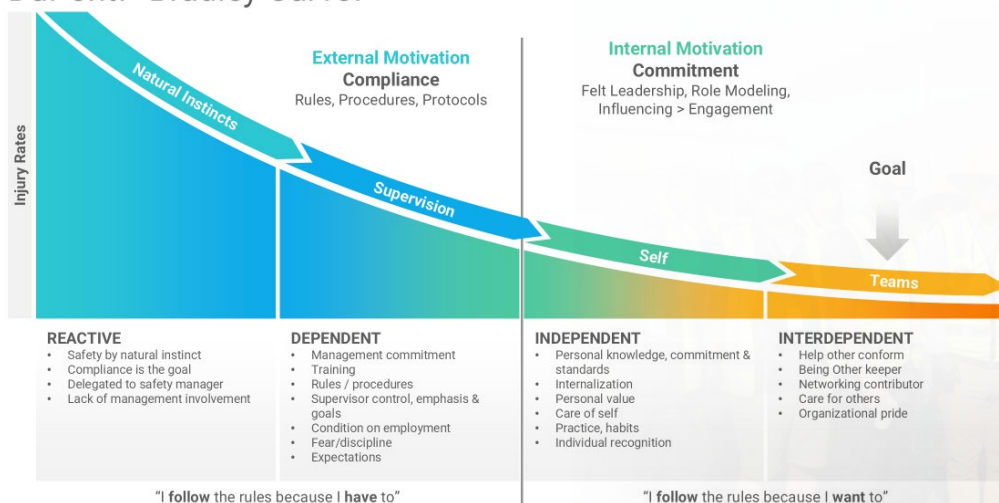 Injury Rates
Natural Instincts
External Motivation
Compliance
Rules, Procedures, Protocols
Supervision
Internal Motivation
Commitment
Felt Leadership, Role Modeling,
Influencing > Engagement
Self
Goal
Teams
REACTIVE
• Safety by natural instinct
• Compliance is the goal
• Delegated to safety manager
• Lack of management involvement
DEPENDENT
• Management commitment
• Training
• Rules / procedures
• Supervisor control, emphasis &
goals
• Condition on employment
• Fear/discipline
• Expectations
INDEPENDENT
• Personal knowledge, commitment &
standards
• Internalization
• Personal value
• Care of self
• Practice, habits
• Individual recognition
INTERDEPENDENT
• Help other conform
• Being Other keeper
• Networking contributor
• Care for others
• Organizational pride
"I follow the rules because I have to"
"I follow the rules because I want to"